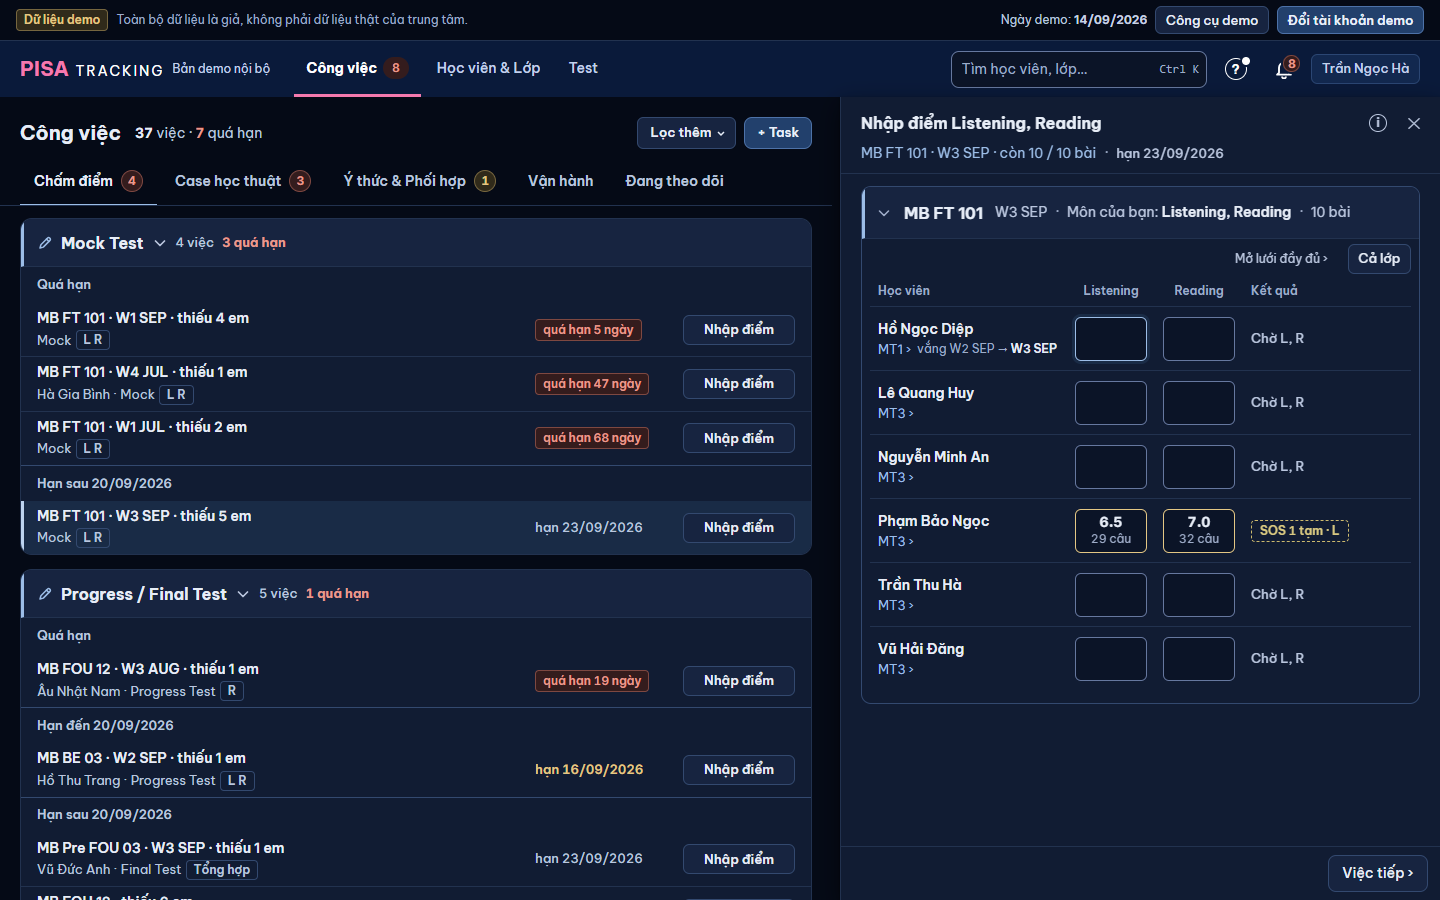 Dữ liệu demo Toàn bộ dữ liệu là giả, không phải dữ liệu thật của trung tâm. Ngày demo: 14/09/2026 Công cụ demo Đổi tài khoản demo
PISA TRACKING Bản demo nội bộ Công việc 8 Học viên & Lớp Test Tìm học viên, lớp... Ctrl K ? 8 Trần Ngọc Hà
Công việc 37 việc · 7 quá hạn Lọc thêm + Task
Chấm điểm 4 Case học thuật 3 Ý thức & Phối hợp 1 Vận hành Đang theo dõi
Mock Test 4 việc 3 quá hạn
Quá hạn
MB FT 101 · W1 SEP · thiếu 4 em
Mock L R
quá hạn 5 ngày Nhập điểm
MB FT 101 · W4 JUL · thiếu 1 em
Hà Gia Bình · Mock L R
quá hạn 47 ngày Nhập điểm
MB FT 101 · W1 JUL · thiếu 2 em
Mock L R
quá hạn 68 ngày Nhập điểm
Hạn sau 20/09/2026
MB FT 101 · W3 SEP · thiếu 5 em
Mock L R
hạn 23/09/2026 Nhập điểm
Progress / Final Test 5 việc 1 quá hạn
Quá hạn
MB FOU 12 · W3 AUG · thiếu 1 em
Âu Nhật Nam · Progress Test R
quá hạn 19 ngày Nhập điểm
Hạn đến 20/09/2026
MB BE 03 · W2 SEP · thiếu 1 em
Hồ Thu Trang · Progress Test L R
hạn 16/09/2026 Nhập điểm
Hạn sau 20/09/2026
MB Pre FOU 03 · W3 SEP · thiếu 1 em
Vũ Đức Anh · Final Test Tổng hợp
hạn 23/09/2026 Nhập điểm
Nhập điểm Listening, Reading
MB FT 101 · W3 SEP · còn 10 / 10 bài · hạn 23/09/2026
MB FT 101 W3 SEP · Môn của bạn: Listening, Reading · 10 bài
Mở lưới đầy đủ › Cả lớp
Học viên Listening Reading Kết quả
Hồ Ngọc Diệp
MT1 › vắng W2 SEP → W3 SEP
Chờ L, R
Lê Quang Huy
MT3 ›
Chờ L, R
Nguyễn Minh An
MT3 ›
Chờ L, R
Phạm Bảo Ngọc
MT3 ›
6.5 7.0
29 câu 32 câu
SOS 1 tạm · L
Trần Thu Hà
MT3 ›
Chờ L, R
Vũ Hải Đăng
MT3 ›
Chờ L, R
Việc tiếp ›